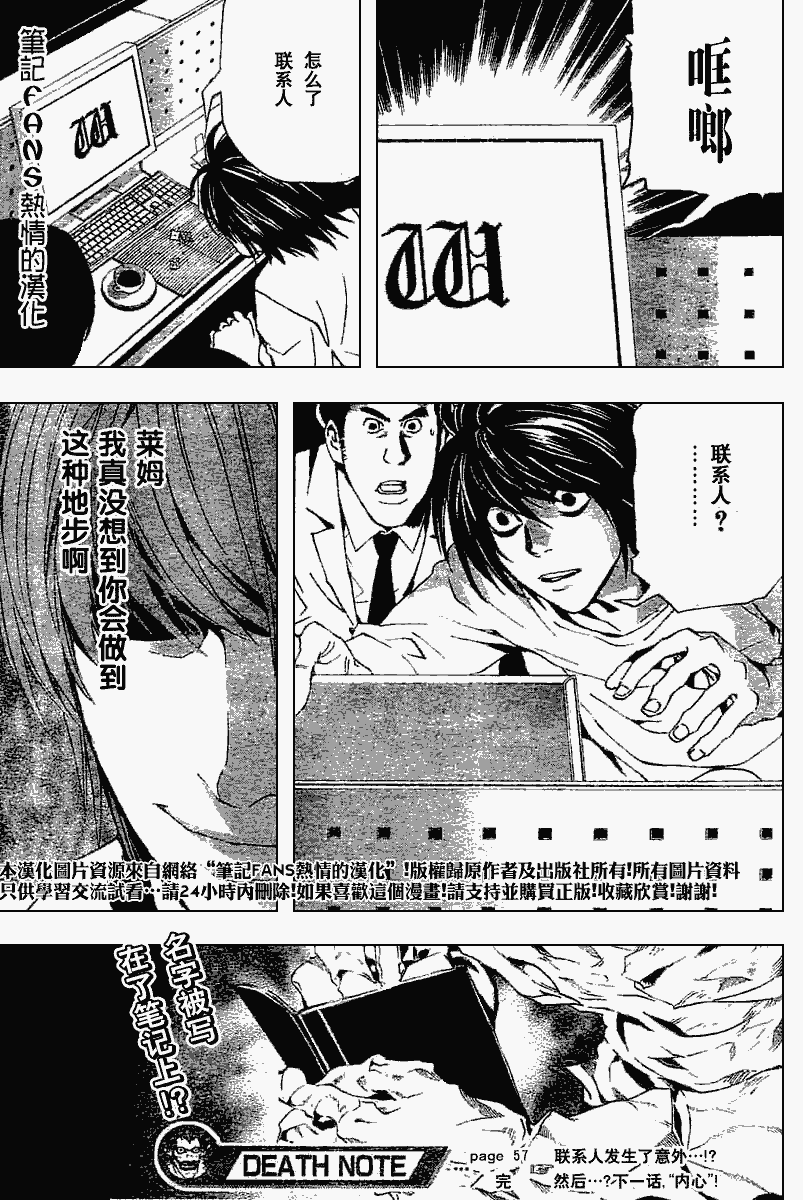 哐啷
W
怎么了
联系人
W
筆記FANS熱情的漢化
联系人？
…………
莱姆
我真没想到你会做到
这种地步啊
本漢化圖片資源來自網絡“筆記FANS熱情的漢化”!版權歸原作者及出版社所有!所有圖片資料
只供學習交流試看…請24小時內刪除!如果喜歡這個漫畫!請支持並購買正版!收藏欣賞!謝謝!
名字被写
在了笔记上!?
DEATH NOTE
page 57
……完
联系人发生了意外…!?
然后…?下一话,“内心”!